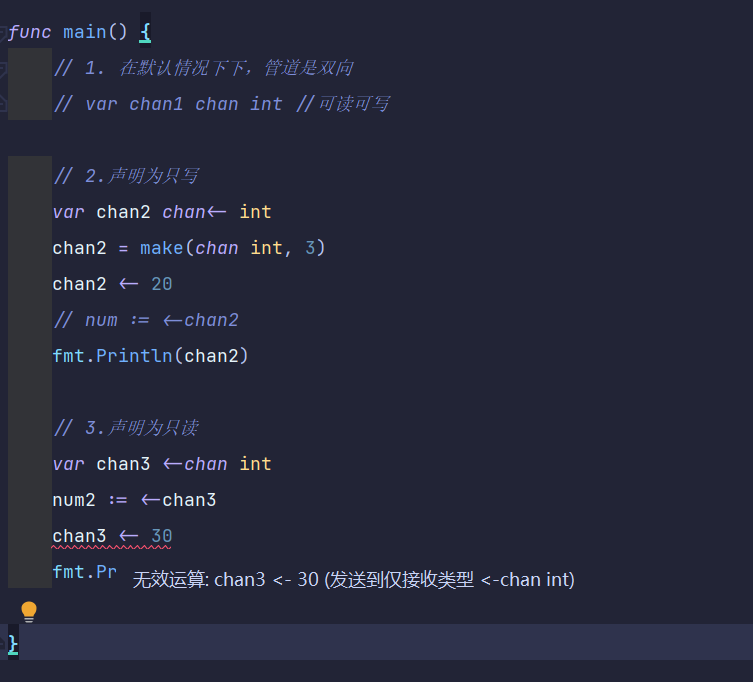 func main() {
// 1. 在默认情况下下，管道是双向
// var chan1 chan int //可读可写
// 2.声明为只写
var chan2 chan<- int
chan2 = make(chan int, 3)
chan2 <- 20
// num := <-chan2
fmt.Println(chan2)
// 3.声明为只读
var chan3 <-chan int
num2 := <-chan3
chan3 <- 30
fmt.Pr
无效运算: chan3 <- 30 (发送到仅接收类型 <-chan int)
}